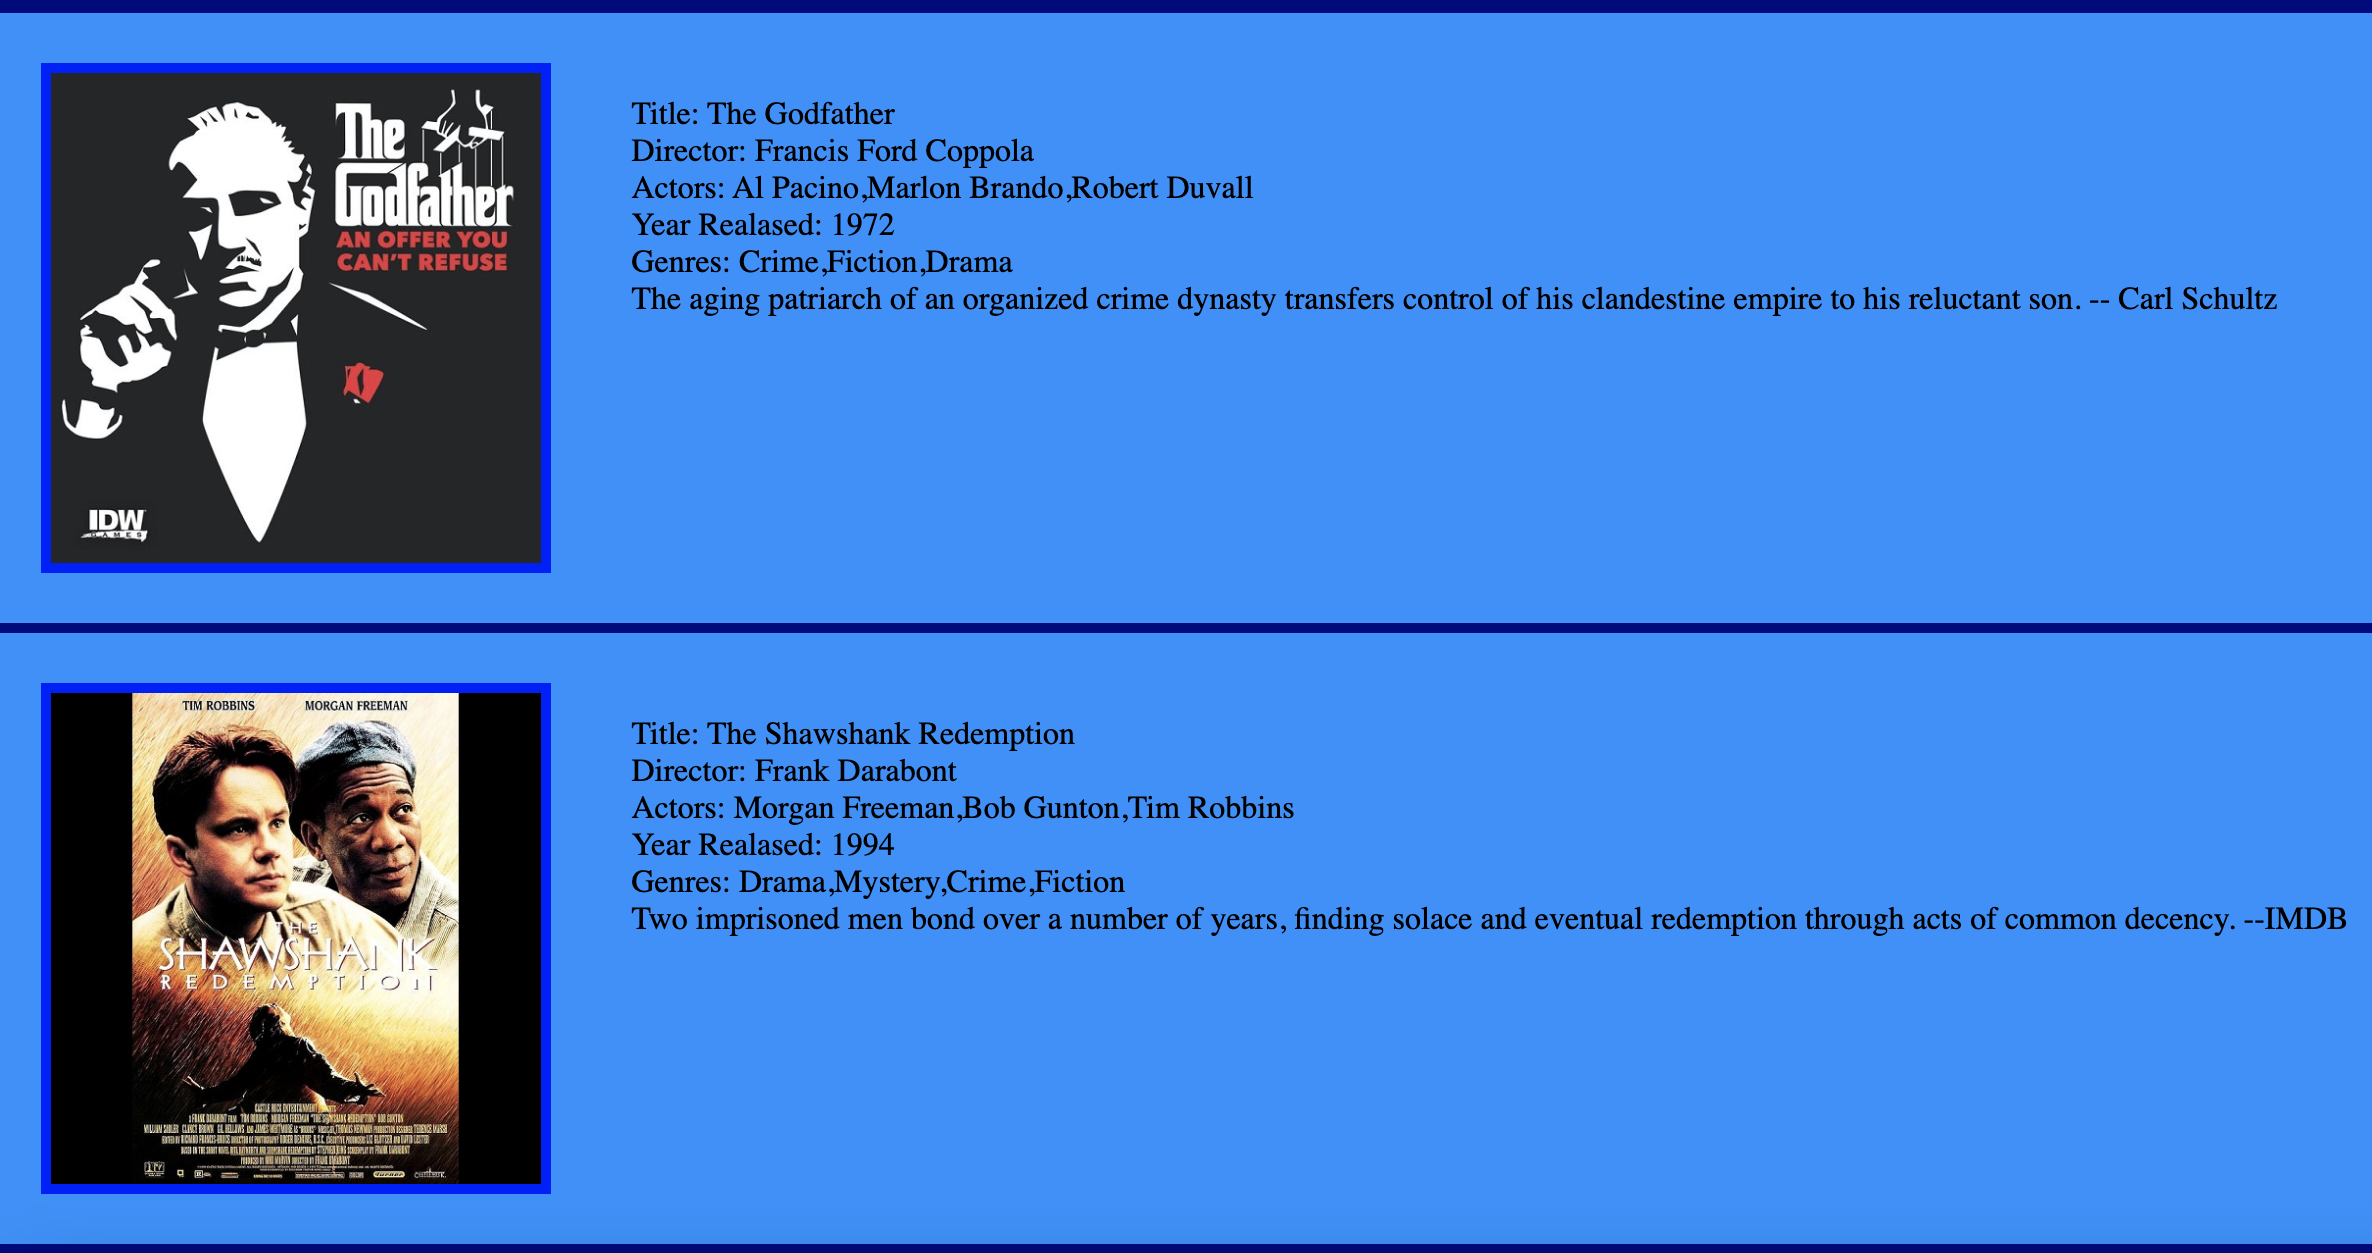 The
Godfather
AN OFFER YOU
CAN'T REFUSE
IDW
GAMES
Title: The Godfather
Director: Francis Ford Coppola
Actors: Al Pacino,Marlon Brando,Robert Duvall
Year Realased: 1972
Genres: Crime,Fiction,Drama
The aging patriarch of an organized crime dynasty transfers control of his clandestine empire to his reluctant son. -- Carl Schultz
TIM ROBBINS MORGAN FREEMAN
THE
SHAWSHANK
REDEMPTION
Title: The Shawshank Redemption
Director: Frank Darabont
Actors: Morgan Freeman,Bob Gunton,Tim Robbins
Year Realased: 1994
Genres: Drama,Mystery,Crime,Fiction
Two imprisoned men bond over a number of years, finding solace and eventual redemption through acts of common decency. --IMDB